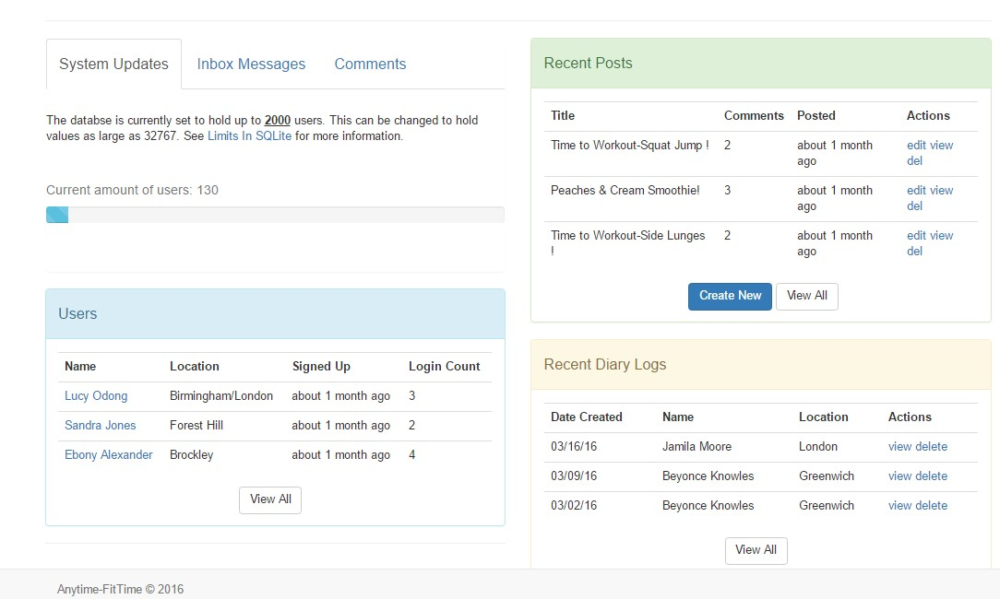 System Updates Inbox Messages Comments
The databse is currently set to hold up to 2000 users. This can be changed to hold
values as large as 32767. See Limits In SQLite for more information.
Current amount of users: 130
Users
Name Location Signed Up Login Count
Lucy Odong Birmingham/London about 1 month ago 3
Sandra Jones Forest Hill about 1 month ago 2
Ebony Alexander Brockley about 1 month ago 4
View All
Recent Posts
Title Comments Posted Actions
Time to Workout-Squat Jump ! 2 about 1 month edit view
ago del
Peaches & Cream Smoothie! 3 about 1 month edit view
ago del
Time to Workout-Side Lunges 2 about 1 month edit view
! ago del
Create New View All
Recent Diary Logs
Date Created Name Location Actions
03/16/16 Jamila Moore London view delete
03/09/16 Beyonce Knowles Greenwich view delete
03/02/16 Beyonce Knowles Greenwich view delete
View All
Anytime-FitTime © 2016